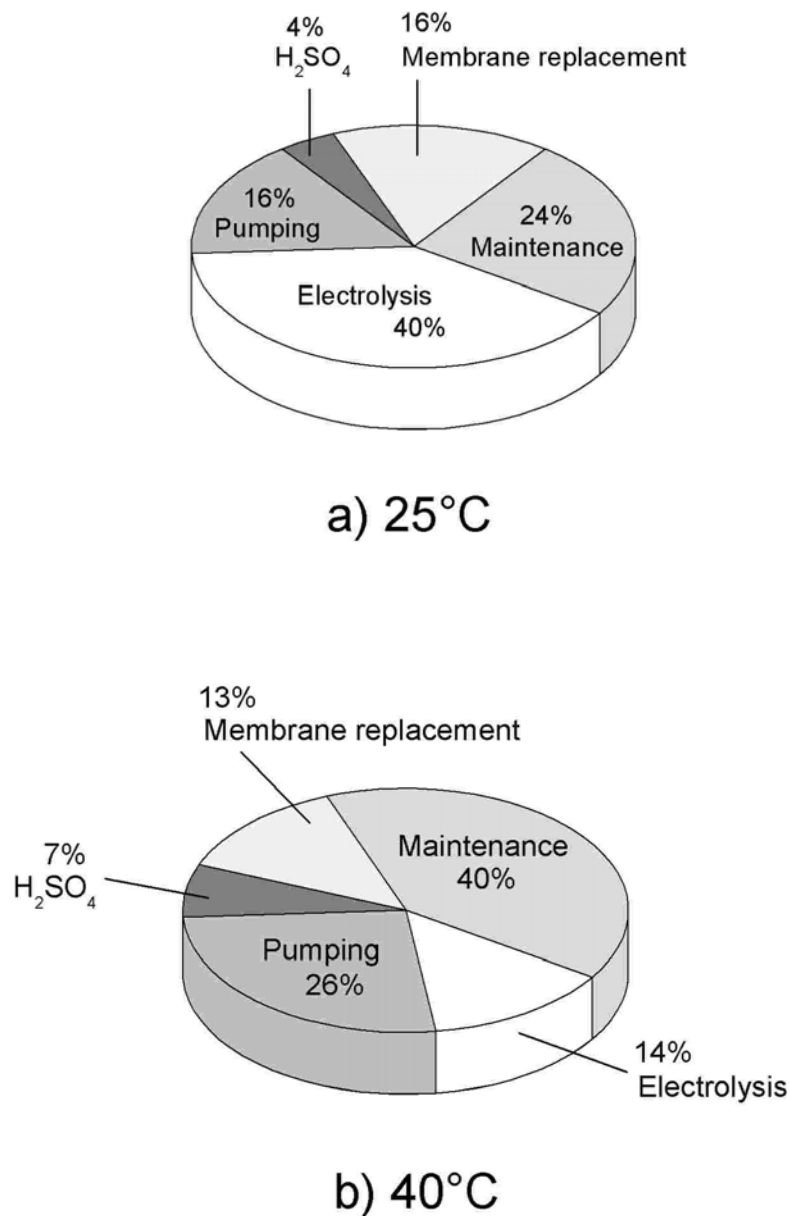 4%
H₂SO₄
16%
Membrane replacement
16%
Pumping
24%
Maintenance
Electrolysis
40%
a) 25°C
13%
Membrane replacement
7%
H₂SO₄
Maintenance
40%
Pumping
26%
14%
Electrolysis
b) 40°C